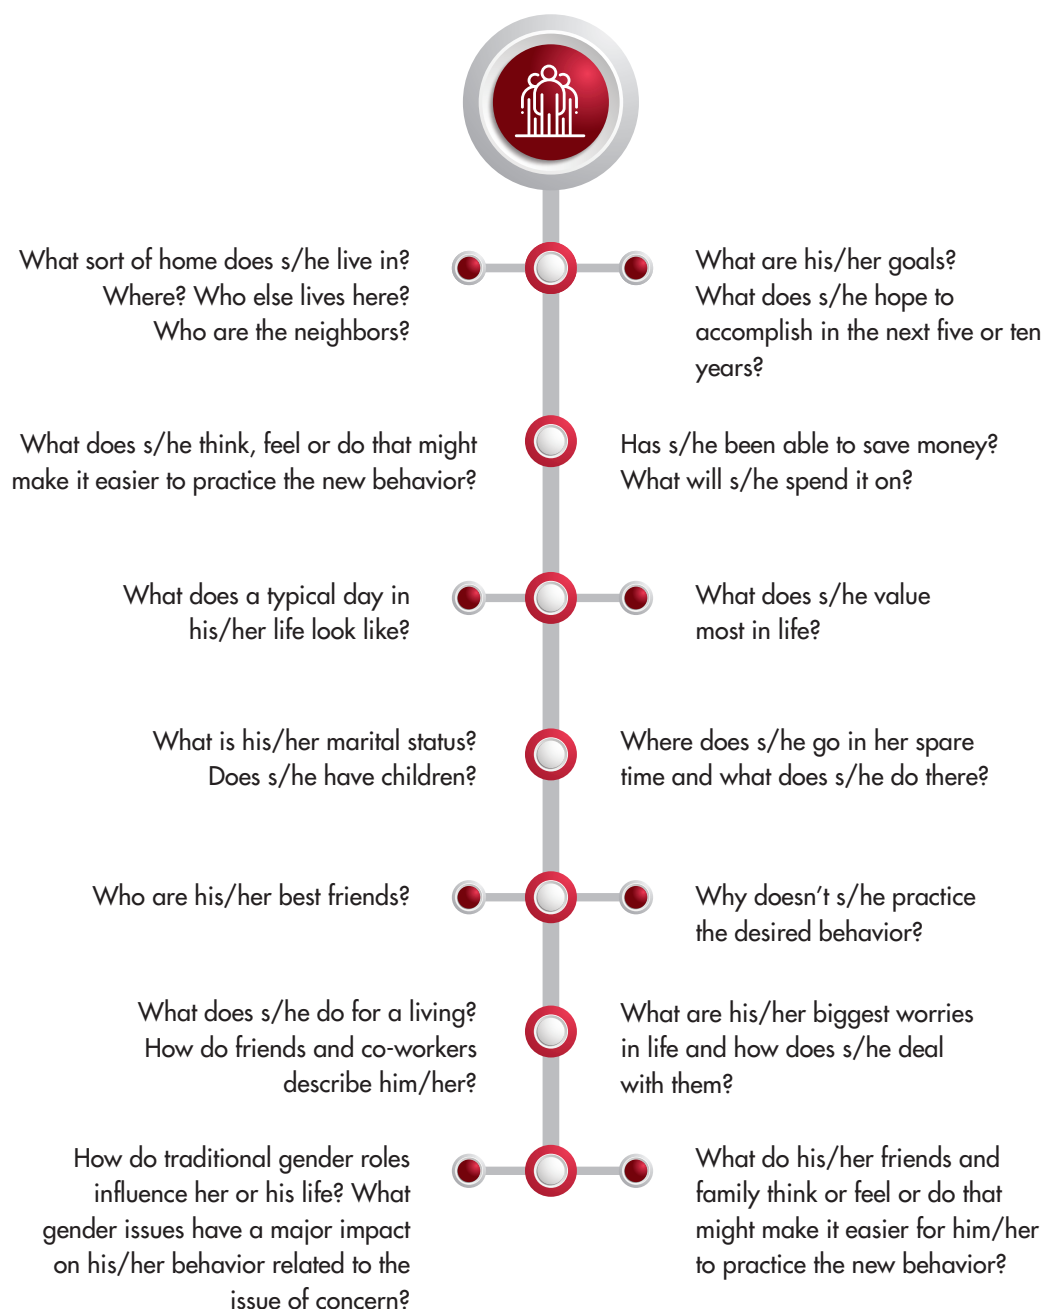 What sort of home does s/he live in?
Where? Who else lives here?
Who are the neighbors?
What are his/her goals?
What does s/he hope to
accomplish in the next five or ten
years?
What does s/he think, feel or do that might
make it easier to practice the new behavior?
Has s/he been able to save money?
What will s/he spend it on?
What does a typical day in
his/her life look like?
What does s/he value
most in life?
What is his/her marital status?
Does s/he have children?
Where does s/he go in her spare
time and what does s/he do there?
Who are his/her best friends?
Why doesn't s/he practice
the desired behavior?
What does s/he do for a living?
How do friends and co-workers
describe him/her?
What are his/her biggest worries
in life and how does s/he deal
with them?
How do traditional gender roles
influence her or his life? What
gender issues have a major impact
on his/her behavior related to the
issue of concern?
What do his/her friends and
family think or feel or do that
might make it easier for him/her
to practice the new behavior?